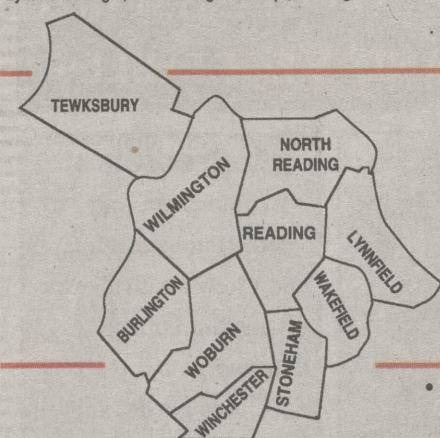 TEWKSBURY
NORTH
READING
WILMINGTON
READING
LYNNFIELD
BURLINGTON
WAKEFIELD
WOBURN
STONEHAM
WINCHESTER